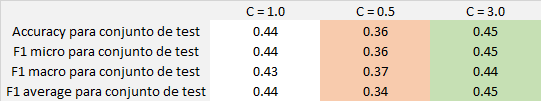 C = 1.0 C = 0.5 C = 3.0
Accuracy para conjunto de test 0.44 0.36 0.45
F1 micro para conjunto de test 0.44 0.36 0.45
F1 macro para conjunto de test 0.43 0.37 0.44
F1 average para conjunto de test 0.44 0.34 0.45